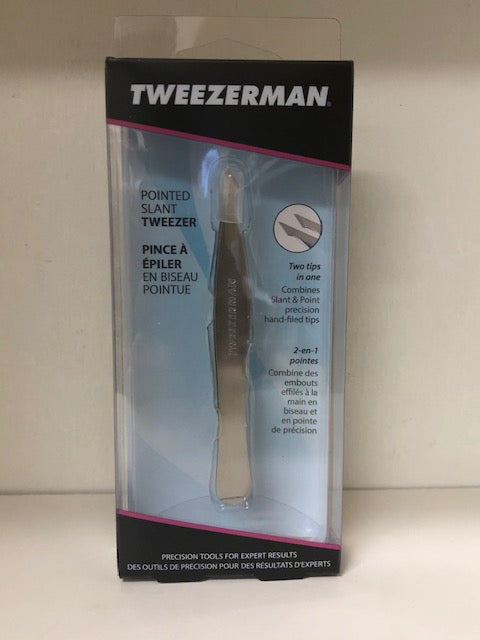 TWEEZERMAN®
POINTED
SLANT
TWEEZER
PINCE À
ÉPILER
EN BISEAU
POINTUE
TWEEZERMAN
Two tips
in one
Combines
Slant & Point
precision
hand-filed tips
2-en-1
pointes
Combine des
embouts
effilés à la
main en
biseau et
en pointe
de précision
PRECISION TOOLS FOR EXPERT RESULTS
DES OUTILS DE PRÉCISION POUR DES RÉSULTATS D'EXPERTS